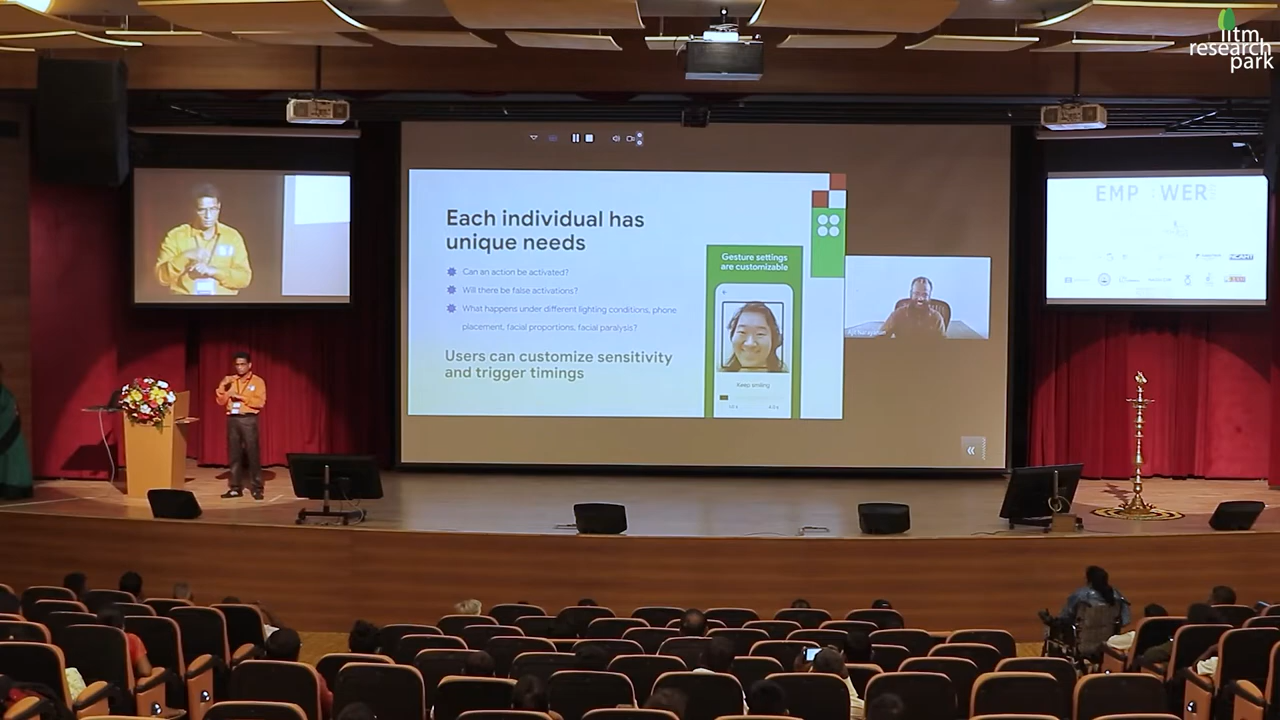 iitm
research
park
EMP WER
Each individual has
unique needs
Can an action be activated?
Will there be false activations?
What happens under different lighting conditions, phone
placement, facial proportions, facial paralysis?
Users can customize sensitivity
and trigger timings
Gesture settings
are customizable
Keep smiling